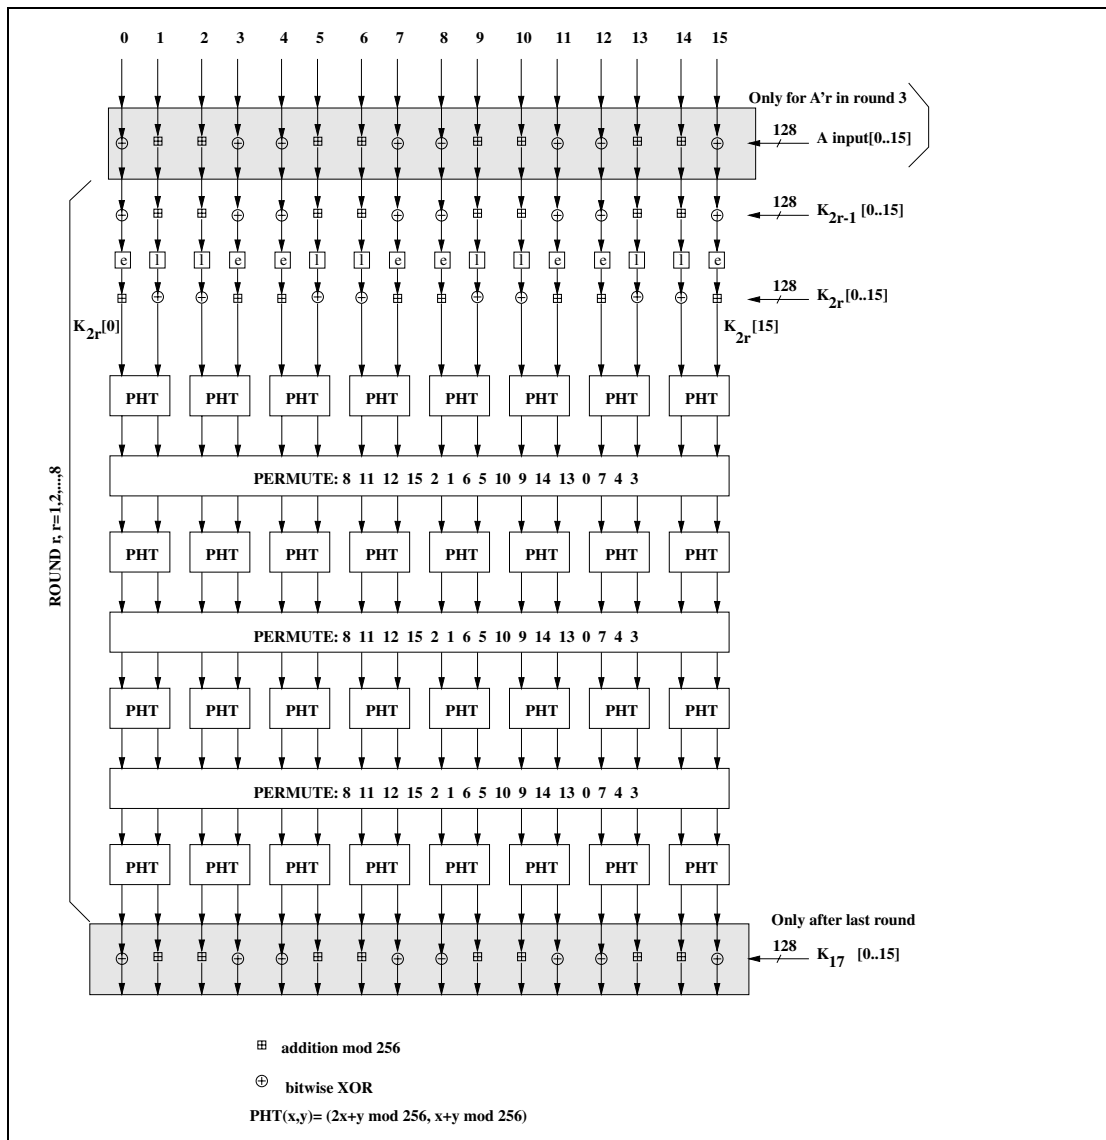 0 1 2 3 4 5 6 7 8 9 10 11 12 13 14 15
Only for A'r in round 3
128 A input[0..15]
128 K2r-1 [0..15]
e l l e e l l e e l l e e l l e
128 K2r [0..15]
K2r[0] K2r[15]
PHT PHT PHT PHT PHT PHT PHT PHT
PERMUTE: 8 11 12 15 2 1 6 5 10 9 14 13 0 7 4 3
ROUND r, r=1,2,...,8
PHT PHT PHT PHT PHT PHT PHT PHT
PERMUTE: 8 11 12 15 2 1 6 5 10 9 14 13 0 7 4 3
PHT PHT PHT PHT PHT PHT PHT PHT
PERMUTE: 8 11 12 15 2 1 6 5 10 9 14 13 0 7 4 3
PHT PHT PHT PHT PHT PHT PHT PHT
Only after last round
128 K17 [0..15]
addition mod 256
bitwise XOR
PHT(x,y)= (2x+y mod 256, x+y mod 256)